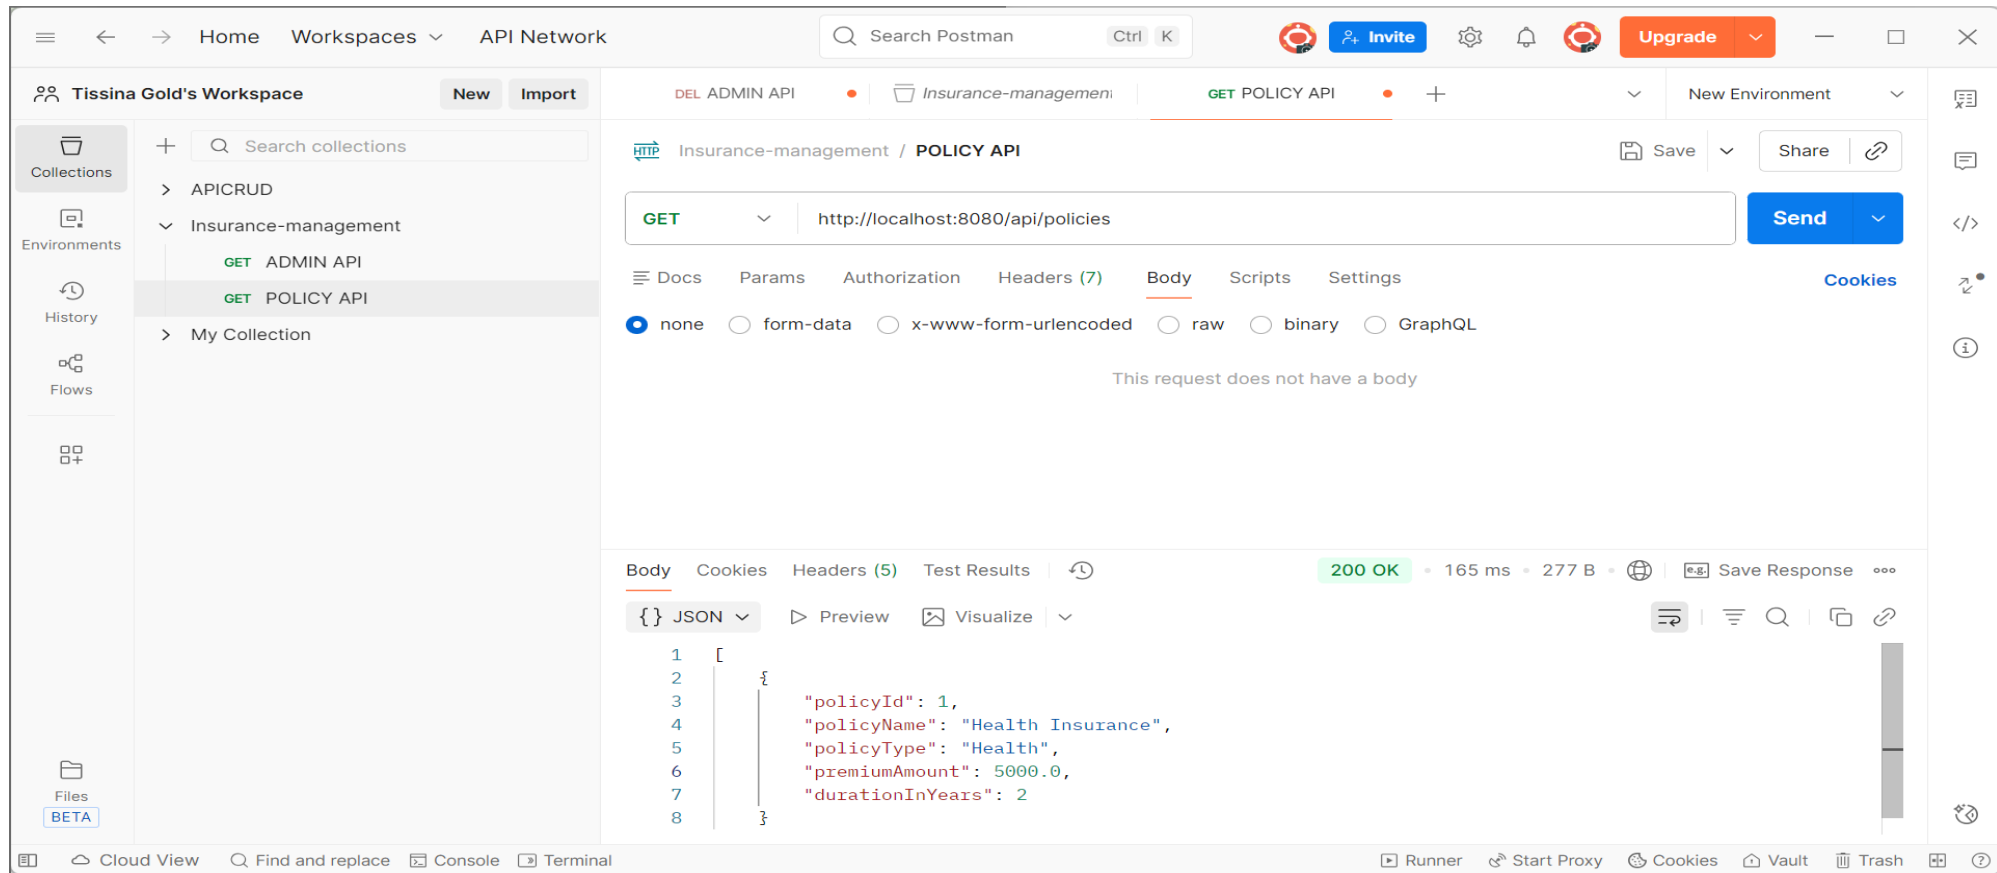 Home Workspaces API Network Search Postman Ctrl K Invite Upgrade
Tissina Gold's Workspace New Import
DEL ADMIN API Insurance-management GET POLICY API New Environment
Collections
Environments
History
Flows
Files
BETA
Search collections
APICRUD
Insurance-management
GET ADMIN API
GET POLICY API
My Collection
HTTP Insurance-management / POLICY API Save Share
GET http://localhost:8080/api/policies Send
Docs Params Authorization Headers (7) Body Scripts Settings Cookies
none form-data x-www-form-urlencoded raw binary GraphQL
This request does not have a body
Body Cookies Headers (5) Test Results 200 OK 165 ms 277 B e.g. Save Response
{} JSON Preview Visualize
1 [
2 {
3 "policyId": 1,
4 "policyName": "Health Insurance",
5 "policyType": "Health",
6 "premiumAmount": 5000.0,
7 "durationInYears": 2
8 }
Cloud View Find and replace Console Terminal Runner Start Proxy Cookies Vault Trash